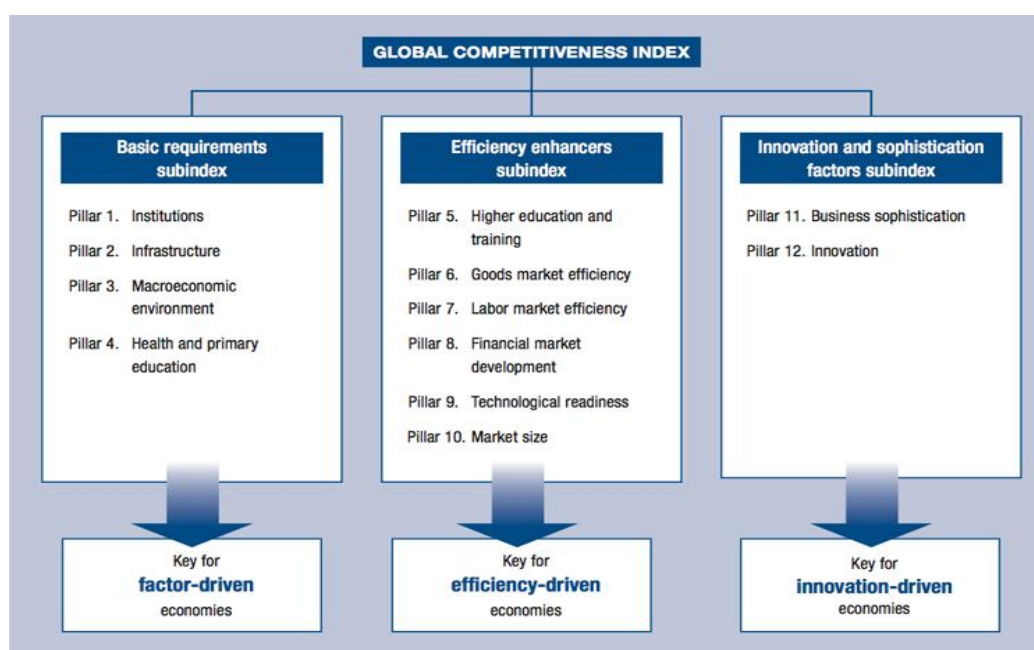 GLOBAL COMPETITIVENESS INDEX
Basic requirements
subindex
Pillar 1. Institutions
Pillar 2. Infrastructure
Pillar 3. Macroeconomic
environment
Pillar 4. Health and primary
education
Key for
factor-driven
economies
Efficiency enhancers
subindex
Pillar 5. Higher education and
training
Pillar 6. Goods market efficiency
Pillar 7. Labor market efficiency
Pillar 8. Financial market
development
Pillar 9. Technological readiness
Pillar 10. Market size
Key for
efficiency-driven
economies
Innovation and sophistication
factors subindex
Pillar 11. Business sophistication
Pillar 12. Innovation
Key for
innovation-driven
economies